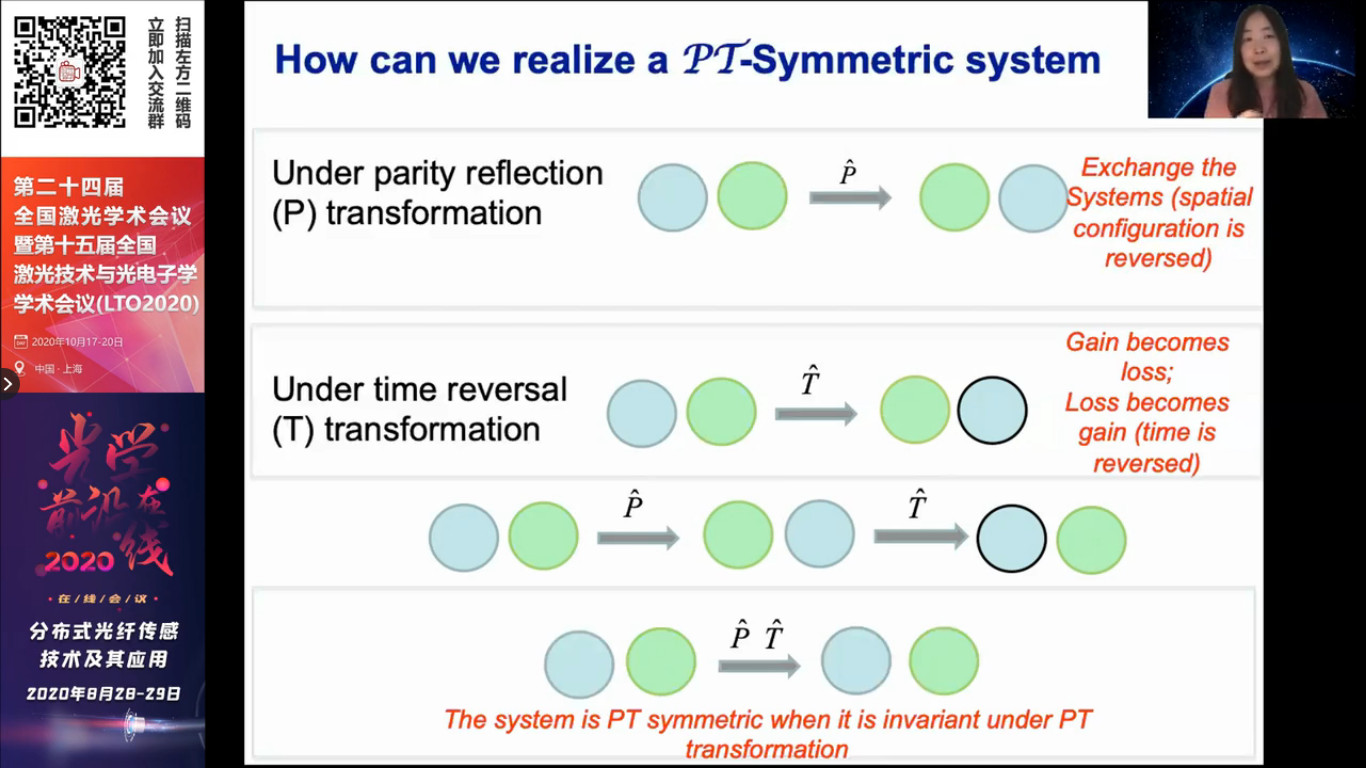 扫描左方二维码
立即加入交流群
第二十四届
全国激光学术会议
暨第十五届全国
激光技术与光电子学
学术会议(LTO2020)
2020年10月17-20日
中国·上海
光学
前沿在线
2020
·在/线/会/议·
分布式光纤传感
技术及其应用
2020年8月28-29日
How can we realize a 𝒫𝒯-Symmetric system
Under parity reflection
(P) transformation
P̂
Exchange the
Systems (spatial
configuration is
reversed)
Under time reversal
(T) transformation
T̂
Gain becomes
loss;
Loss becomes
gain (time is
reversed)
P̂
T̂
P̂ T̂
The system is PT symmetric when it is invariant under PT
transformation